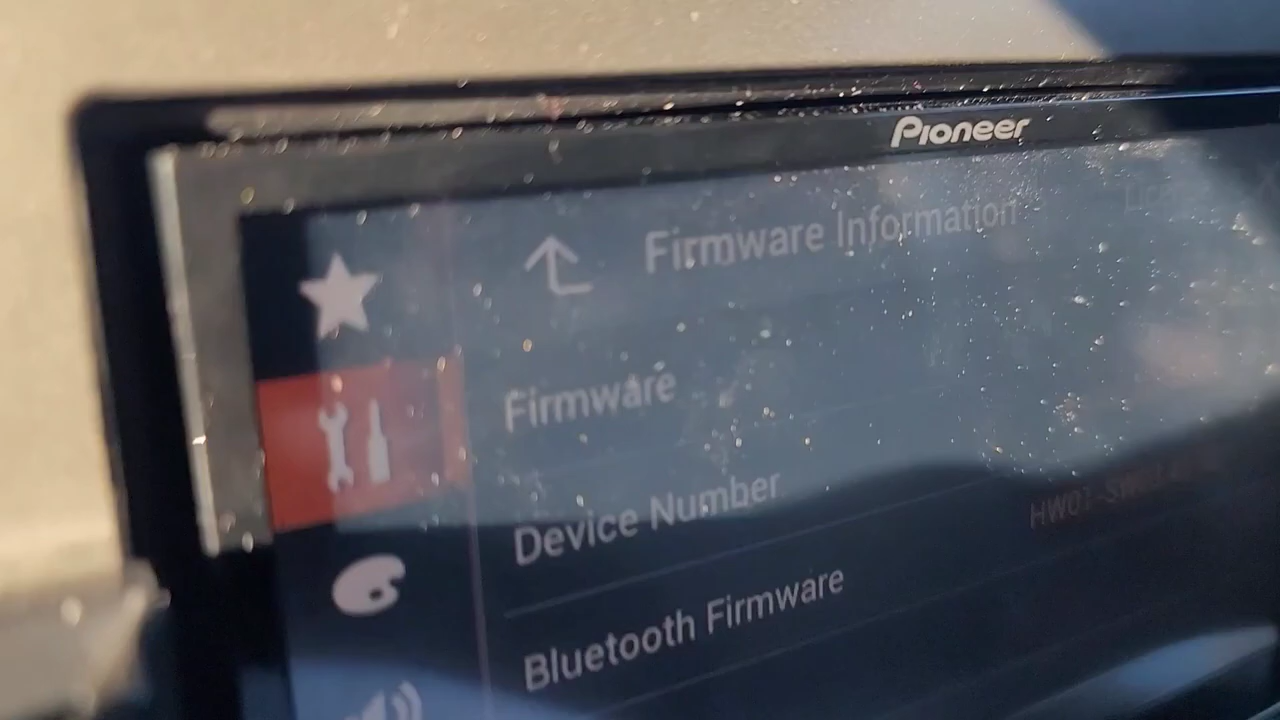 Pioneer
Firmware Information
Firmware
Device Number
Bluetooth Firmware